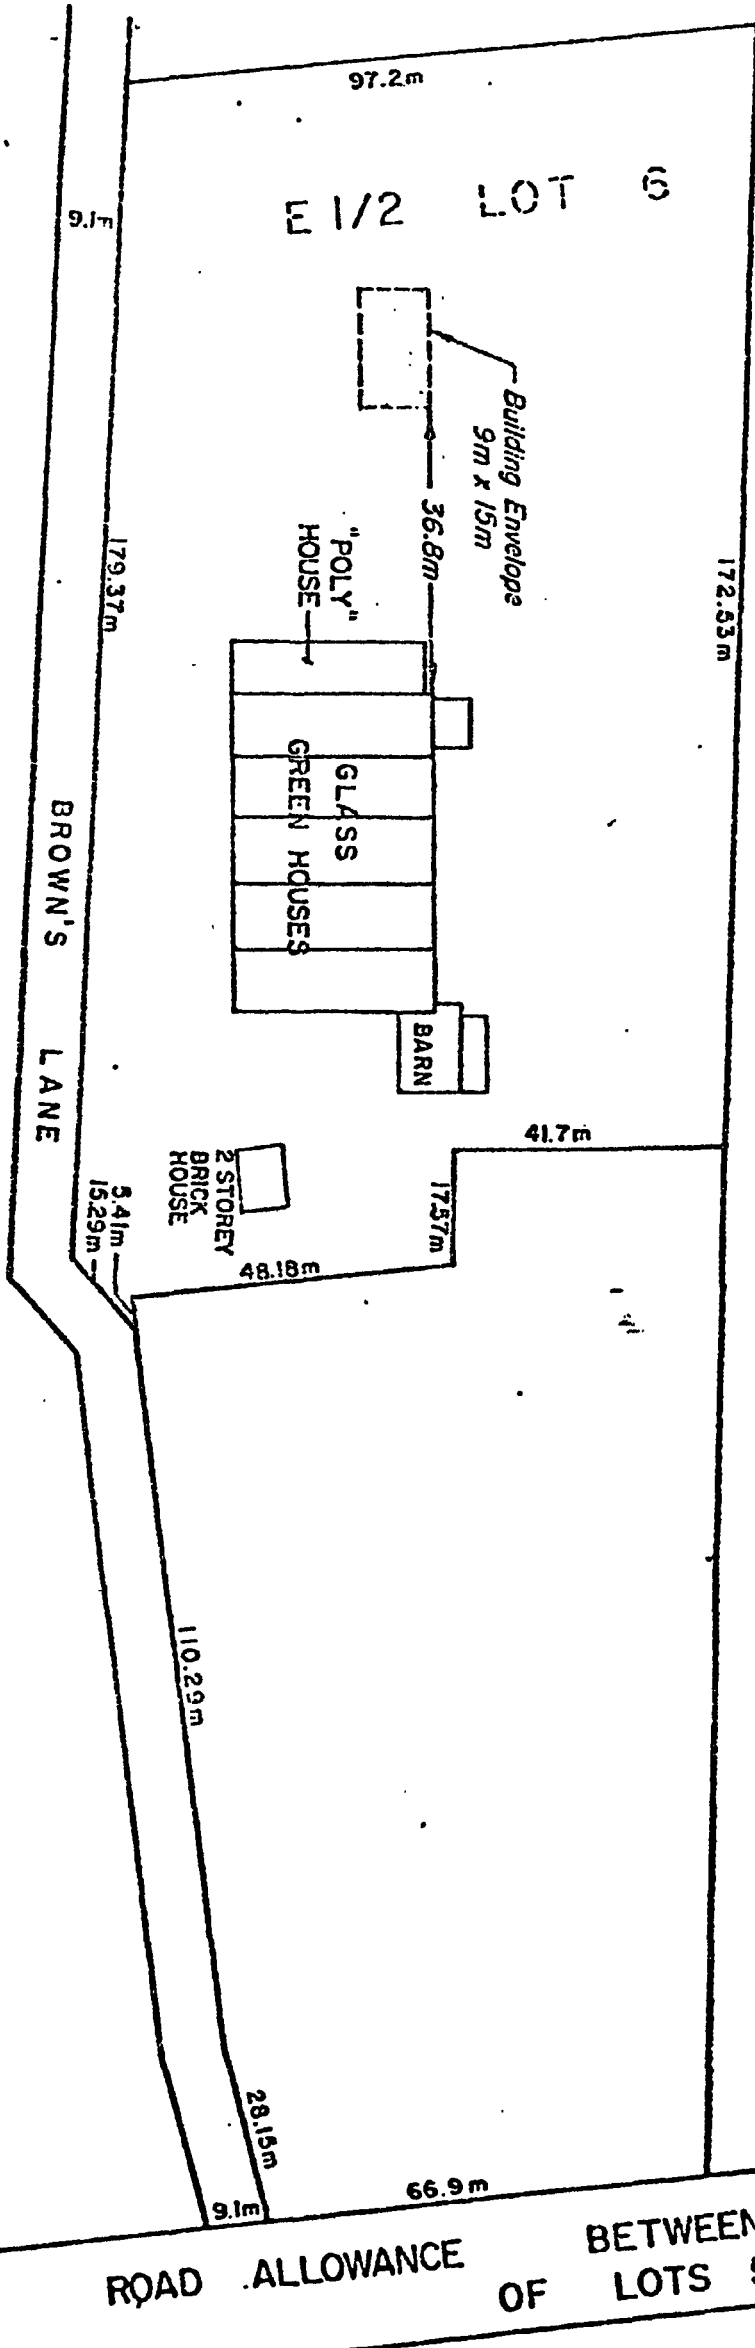 97.2m
E 1/2 LOT 6
9.1m
Building Envelope
9m x 15m
36.8m
"POLY"
HOUSE
172.53m
179.37m
GLASS
GREEN HOUSES
BROWN'S LANE
BARN
41.7m
17.57m
2 STOREY
BRICK
HOUSE
5.41m
15.29m
48.18m
110.29m
28.15m
66.9m
9.1m
ROAD ALLOWANCE BETWEEN
OF LOTS